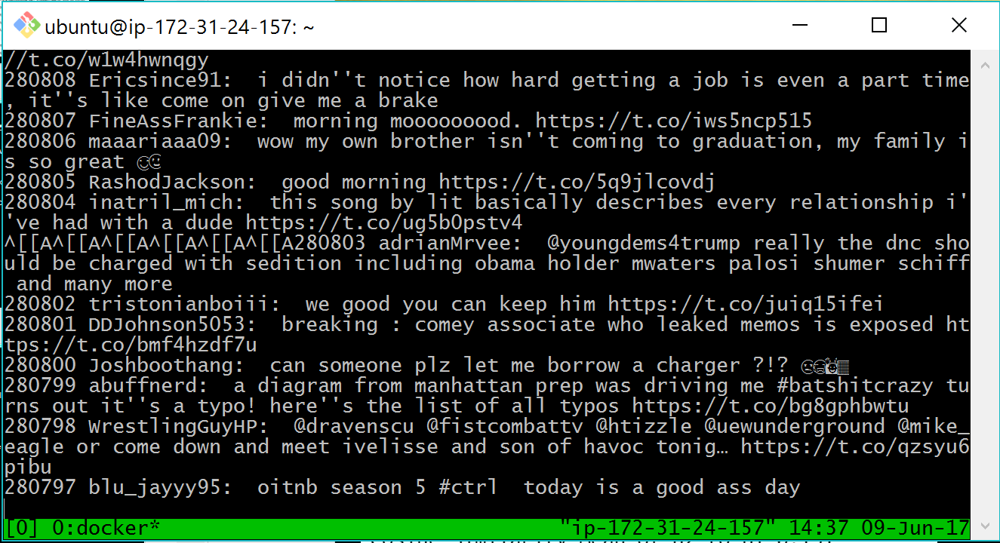 ubuntu@ip-172-31-24-157: ~
//t.co/w1w4hwnqgy
280808 Ericsince91:  i didn''t notice how hard getting a job is even a part time
, it''s like come on give me a brake
280807 FineAssFrankie:  morning mooooooood. https://t.co/iws5ncp515
280806 maaariaaa09:  wow my own brother isn''t coming to graduation, my family i
s so great
280805 RashodJackson:  good morning https://t.co/5q9jlcovdj
280804 inatril_mich:  this song by lit basically describes every relationship i'
've had with a dude https://t.co/ug5b0pstv4
^[[A^[[A^[[A^[[A^[[A^[[A280803 adrianMrvee:  @youngdems4trump really the dnc sho
uld be charged with sedition including obama holder mwaters palosi shumer schiff
 and many more
280802 tristonianboiii:  we good you can keep him https://t.co/juiq15ifei
280801 DDJohnson5053:  breaking : comey associate who leaked memos is exposed ht
tps://t.co/bmf4hzdf7u
280800 Joshboothang:  can someone plz let me borrow a charger ?!?
280799 abuffnerd:  a diagram from manhattan prep was driving me #batshitcrazy tu
rns out it''s a typo! here''s the list of all typos https://t.co/bg8gphbwtu
280798 WrestlingGuyHP:  @dravenscu @fistcombattv @htizzle @uewunderground @mike_
eagle or come down and meet ivelisse and son of havoc tonig… https://t.co/qzsyu6
pibu
280797 blu_jayyy95:  oitnb season 5 #ctrl  today is a good ass day
[0] 0:docker* "ip-172-31-24-157" 14:37 09-Jun-17